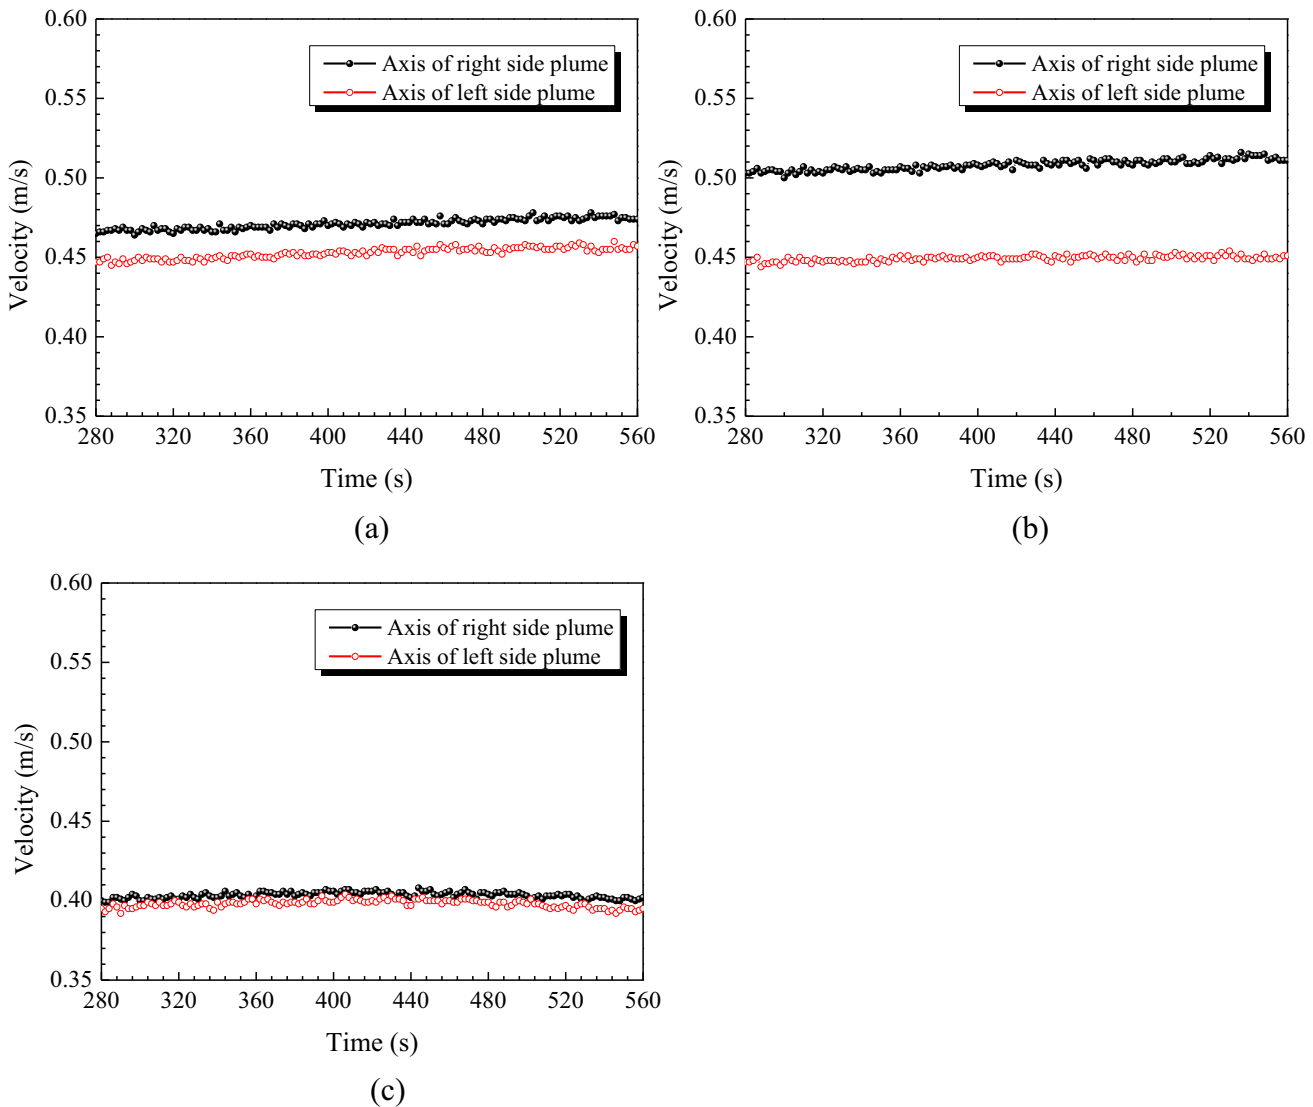 0.60
0.55
0.50
0.45
0.40
0.35
Velocity (m/s)
Axis of right side plume
Axis of left side plume
280 320 360 400 440 480 520 560
Time (s)
(a)
0.60
0.55
0.50
0.45
0.40
0.35
Velocity (m/s)
Axis of right side plume
Axis of left side plume
280 320 360 400 440 480 520 560
Time (s)
(b)
0.60
0.55
0.50
0.45
0.40
0.35
Velocity (m/s)
Axis of right side plume
Axis of left side plume
280 320 360 400 440 480 520 560
Time (s)
(c)